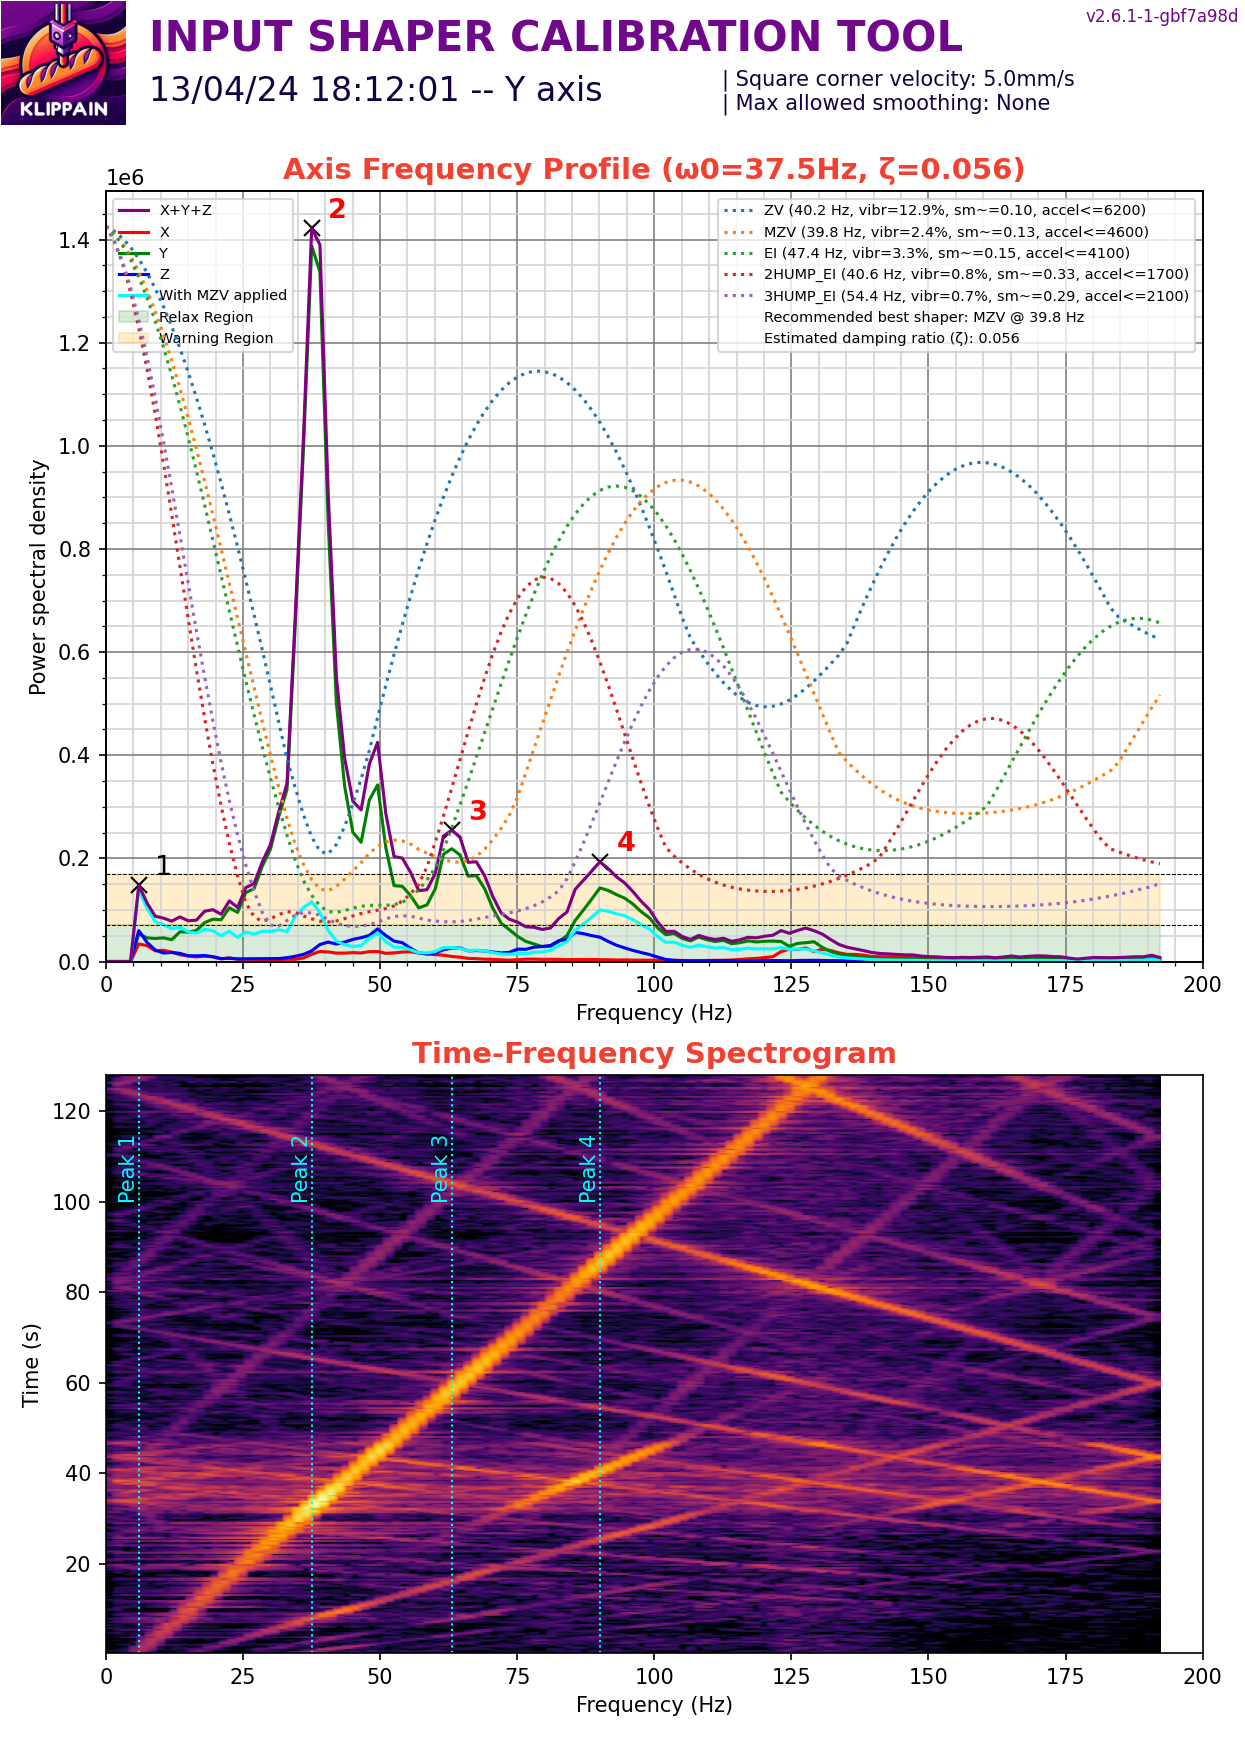 v2.6.1-1-gbf7a98d
INPUT SHAPER CALIBRATION TOOL
KLIPPAIN
13/04/24 18:12:01 -- Y axis
| Square corner velocity: 5.0mm/s
| Max allowed smoothing: None
Axis Frequency Profile (ω0=37.5Hz, ζ=0.056)
1e6
X+Y+Z
X
Y
Z
With MZV applied
Relax Region
Warning Region
ZV (40.2 Hz, vibr=12.9%, sm~=0.10, accel<=6200)
MZV (39.8 Hz, vibr=2.4%, sm~=0.13, accel<=4600)
EI (47.4 Hz, vibr=3.3%, sm~=0.15, accel<=4100)
2HUMP_EI (40.6 Hz, vibr=0.8%, sm~=0.33, accel<=1700)
3HUMP_EI (54.4 Hz, vibr=0.7%, sm~=0.29, accel<=2100)
Recommended best shaper: MZV @ 39.8 Hz
Estimated damping ratio (ζ): 0.056
1
2
3
4
Power spectral density
1.4
1.2
1.0
0.8
0.6
0.4
0.2
0.0
0 25 50 75 100 125 150 175 200
Frequency (Hz)
Time-Frequency Spectrogram
Peak 1
Peak 2
Peak 3
Peak 4
Time (s)
120
100
80
60
40
20
0 25 50 75 100 125 150 175 200
Frequency (Hz)